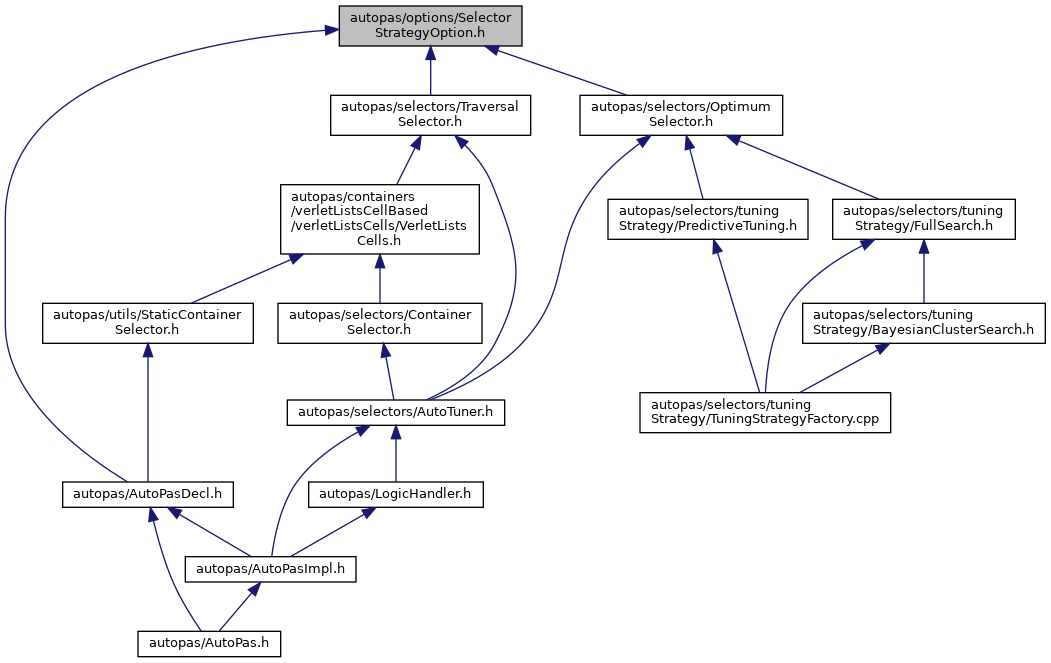 autopas/options/Selector
StrategyOption.h
autopas/selectors/Traversal
Selector.h
autopas/selectors/Optimum
Selector.h
autopas/containers
/verletListsCellBased
/verletListsCells/VerletLists
Cells.h
autopas/selectors/tuning
Strategy/PredictiveTuning.h
autopas/selectors/tuning
Strategy/FullSearch.h
autopas/utils/StaticContainer
Selector.h
autopas/selectors/Container
Selector.h
autopas/selectors/tuning
Strategy/BayesianClusterSearch.h
autopas/selectors/AutoTuner.h
autopas/selectors/tuning
Strategy/TuningStrategyFactory.cpp
autopas/AutoPasDecl.h
autopas/LogicHandler.h
autopas/AutoPasImpl.h
autopas/AutoPas.h